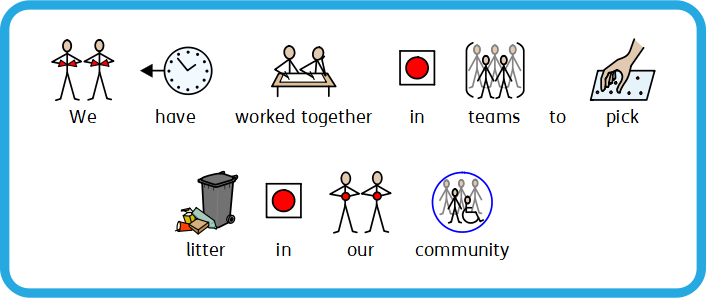 We have worked together in teams to pick
litter in our community